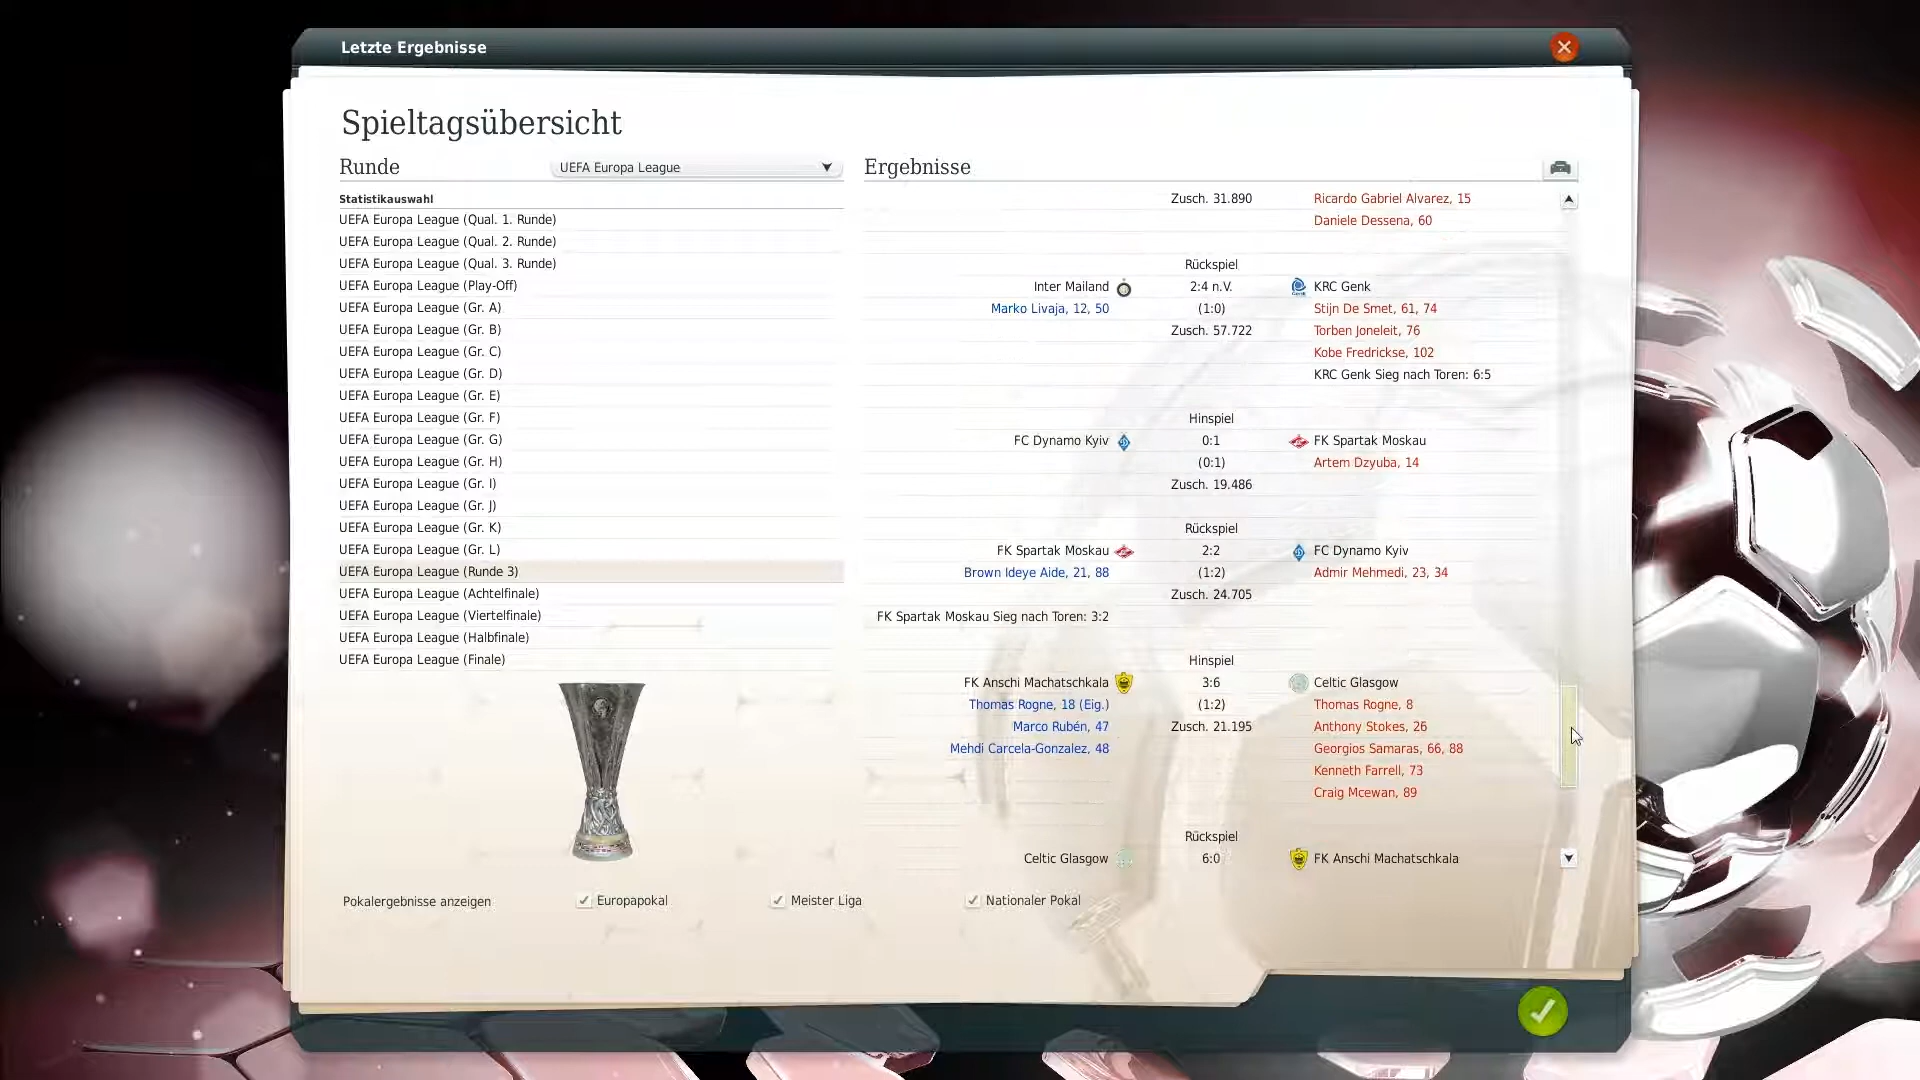 Letzte Ergebnisse
Spieltagsübersicht
Runde
UEFA Europa League
Statistikauswahl
UEFA Europa League (Qual. 1. Runde)
UEFA Europa League (Qual. 2. Runde)
UEFA Europa League (Qual. 3. Runde)
UEFA Europa League (Play-Off)
UEFA Europa League (Gr. A)
UEFA Europa League (Gr. B)
UEFA Europa League (Gr. C)
UEFA Europa League (Gr. D)
UEFA Europa League (Gr. E)
UEFA Europa League (Gr. F)
UEFA Europa League (Gr. G)
UEFA Europa League (Gr. H)
UEFA Europa League (Gr. I)
UEFA Europa League (Gr. J)
UEFA Europa League (Gr. K)
UEFA Europa League (Gr. L)
UEFA Europa League (Runde 3)
UEFA Europa League (Achtelfinale)
UEFA Europa League (Viertelfinale)
UEFA Europa League (Halbfinale)
UEFA Europa League (Finale)
Ergebnisse
Zusch. 31.890 Ricardo Gabriel Alvarez, 15
Daniele Dessena, 60
Rückspiel
Inter Mailand 2:4 n.V. KRC Genk
Marko Livaja, 12, 50 (1:0) Stijn De Smet, 61, 74
Zusch. 57.722 Torben Joneleit, 76
Kobe Fredrickse, 102
KRC Genk Sieg nach Toren: 6:5
Hinspiel
FC Dynamo Kyiv 0:1 FK Spartak Moskau
(0:1) Artem Dzyuba, 14
Zusch. 19.486
Rückspiel
FK Spartak Moskau 2:2 FC Dynamo Kyiv
Brown Ideye Aide, 21, 88 (1:2) Admir Mehmedi, 23, 34
Zusch. 24.705
FK Spartak Moskau Sieg nach Toren: 3:2
Hinspiel
FK Anschi Machatschkala 3:6 Celtic Glasgow
Thomas Rogne, 18 (Eig.) (1:2) Thomas Rogne, 8
Marco Rubén, 47 Zusch. 21.195 Anthony Stokes, 26
Mehdi Carcela-Gonzalez, 48 Georgios Samaras, 66, 88
Kenneth Farrell, 73
Craig Mcewan, 89
Rückspiel
Celtic Glasgow 6:0 FK Anschi Machatschkala
Pokalergebnisse anzeigen Europapokal Meister Liga Nationaler Pokal